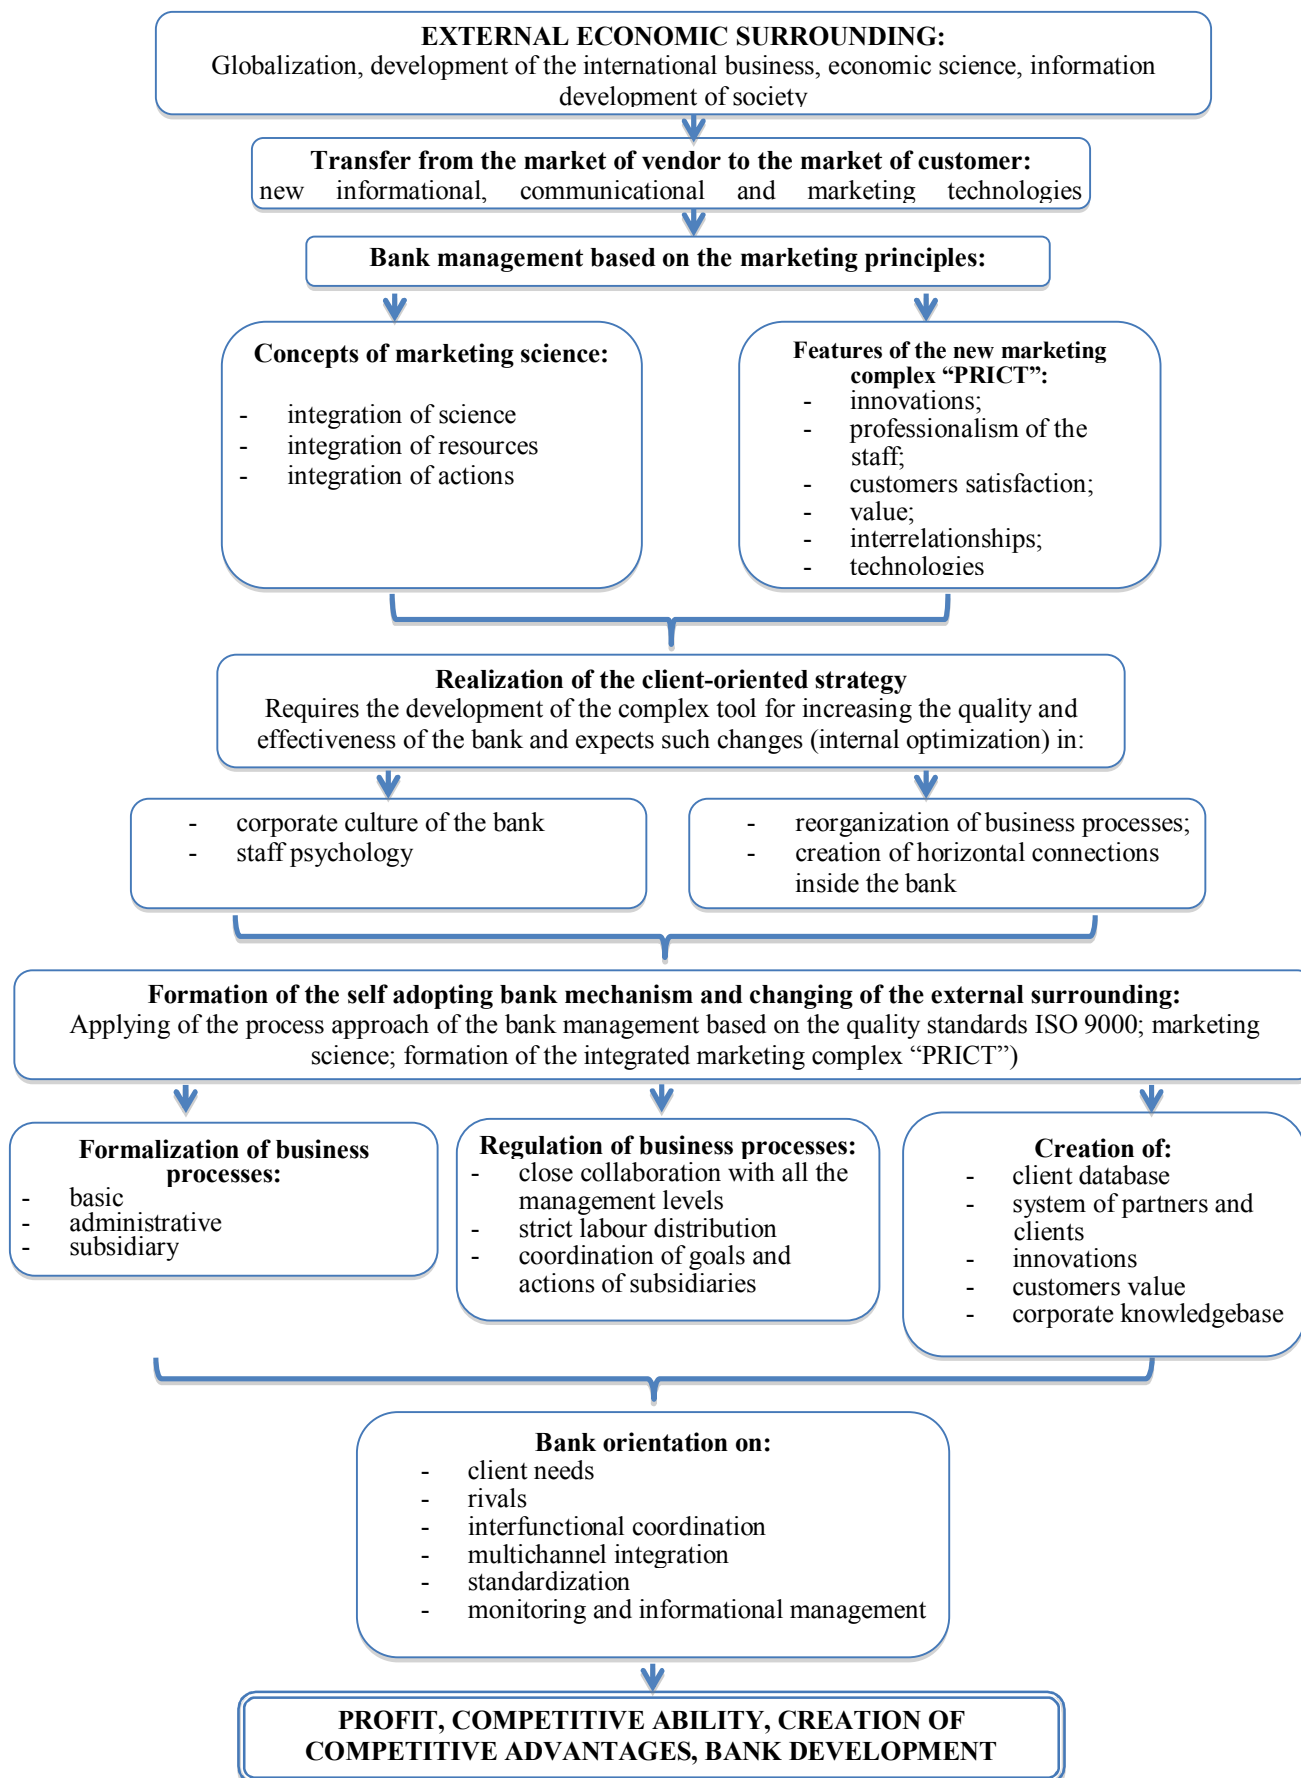 EXTERNAL ECONOMIC SURROUNDING:
Globalization, development of the international business, economic science, information
development of society
Transfer from the market of vendor to the market of customer:
new informational, communicational and marketing technologies
Bank management based on the marketing principles:
Concepts of marketing science:
- integration of science
- integration of resources
- integration of actions
Features of the new marketing
complex “PRICT”:
- innovations;
- professionalism of the
staff;
- customers satisfaction;
- value;
- interrelationships;
- technologies
Realization of the client-oriented strategy
Requires the development of the complex tool for increasing the quality and
effectiveness of the bank and expects such changes (internal optimization) in:
- corporate culture of the bank
- staff psychology
- reorganization of business processes;
- creation of horizontal connections
inside the bank
Formation of the self adopting bank mechanism and changing of the external surrounding:
Applying of the process approach of the bank management based on the quality standards ISO 9000; marketing
science; formation of the integrated marketing complex “PRICT”)
Formalization of business
processes:
- basic
- administrative
- subsidiary
Regulation of business processes:
- close collaboration with all the
management levels
- strict labour distribution
- coordination of goals and
actions of subsidiaries
Creation of:
- client database
- system of partners and
clients
- innovations
- customers value
- corporate knowledgebase
Bank orientation on:
- client needs
- rivals
- interfunctional coordination
- multichannel integration
- standardization
- monitoring and informational management
PROFIT, COMPETITIVE ABILITY, CREATION OF
COMPETITIVE ADVANTAGES, BANK DEVELOPMENT